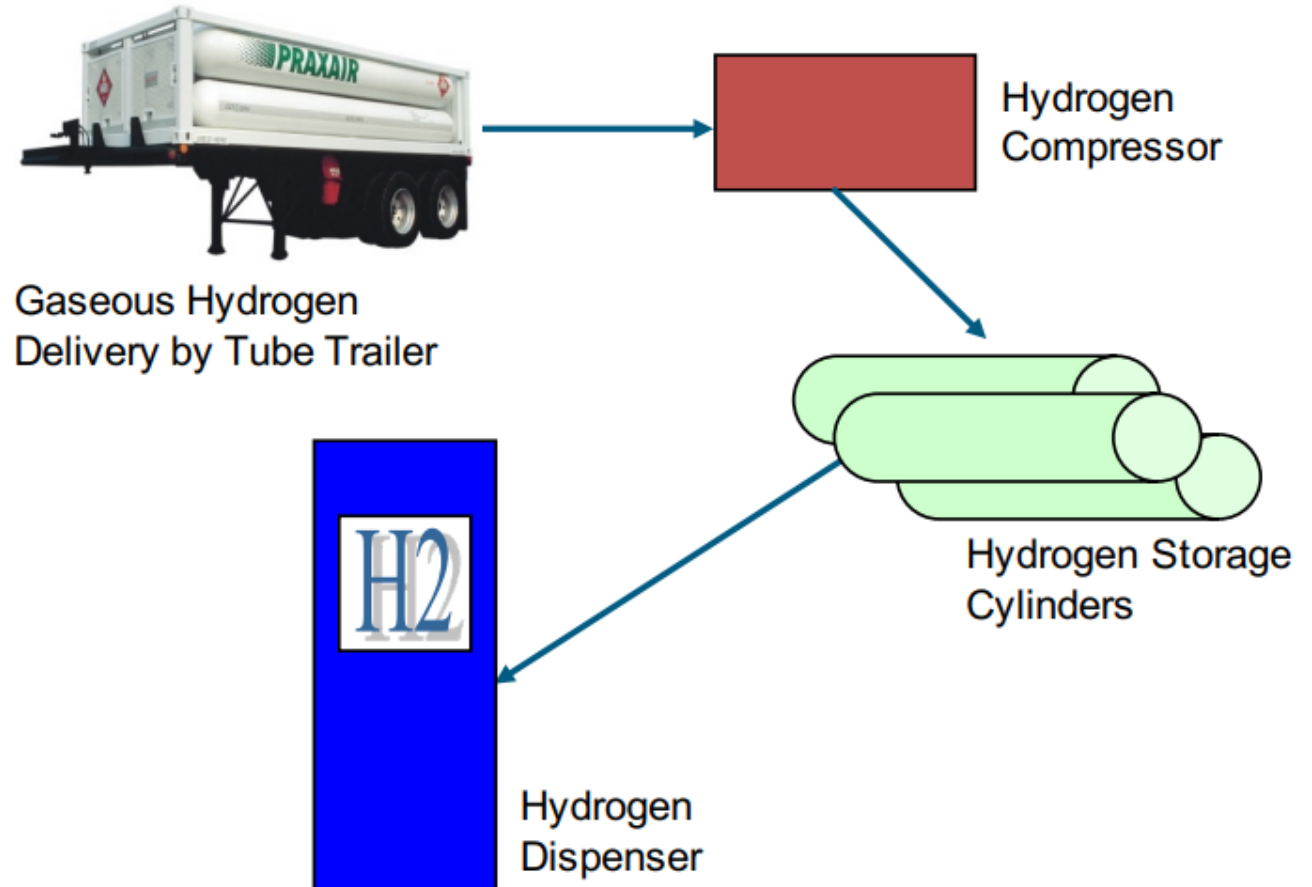 PRAXAIR
Hydrogen
Compressor
Gaseous Hydrogen
Delivery by Tube Trailer
H2
Hydrogen Storage
Cylinders
Hydrogen
Dispenser